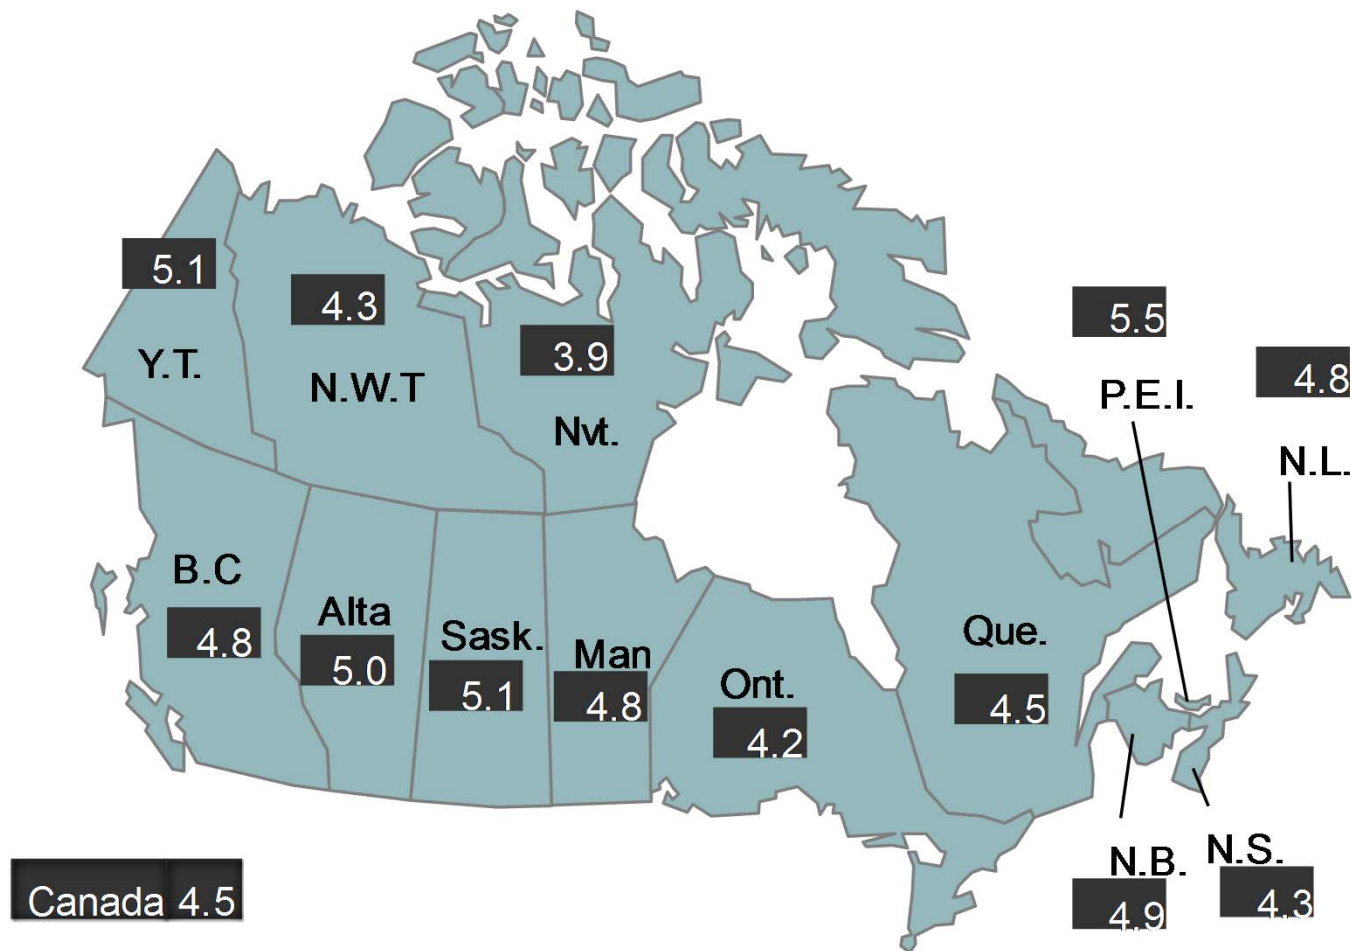 5.1
Y.T.
4.3
N.W.T
3.9
Nvt.
5.5
P.E.I.
4.8
N.L.
B.C
4.8
Alta
5.0
Sask.
5.1
Man
4.8
Ont.
4.2
Que.
4.5
N.B.
4.9
N.S.
4.3
Canada 4.5